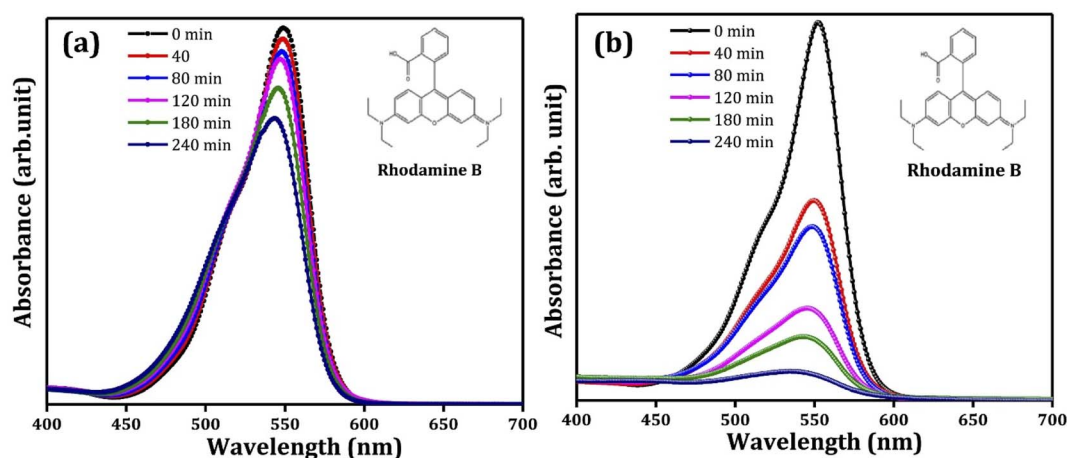 (a)
0 min
40
80 min
120 min
180 min
240 min
HO
O
N
O
N
Rhodamine B
Absorbance (arb.unit)
400 450 500 550 600 650 700
Wavelength (nm)
(b)
0 min
40 min
80 min
120 min
180 min
240 min
HO
O
N
O
N
Rhodamine B
Absorbance (arb. unit)
400 450 500 550 600 650 700
Wavelength (nm)